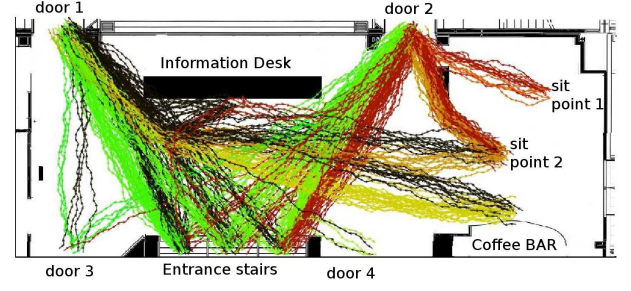 door 1
door 2
Information Desk
sit
point 1
sit
point 2
Coffee BAR
door 3
Entrance stairs
door 4